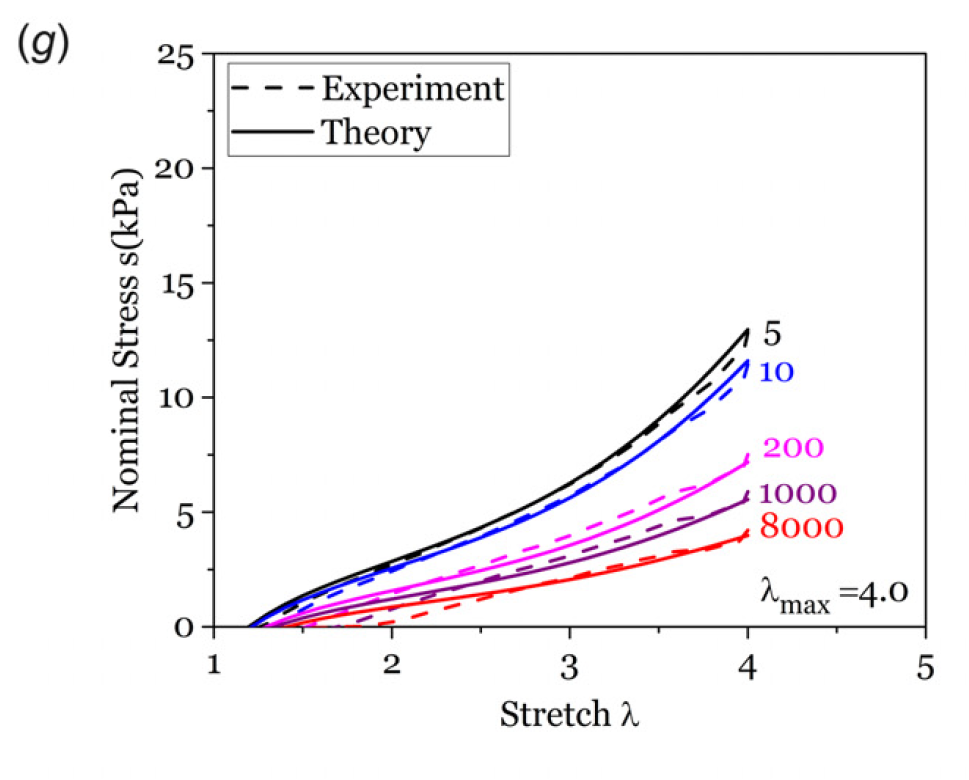 (g)
25
Experiment
Theory
20
15
10
5
0
Nominal Stress s(kPa)
5
10
200
1000
8000
λmax =4.0
1
2
3
4
5
Stretch λ